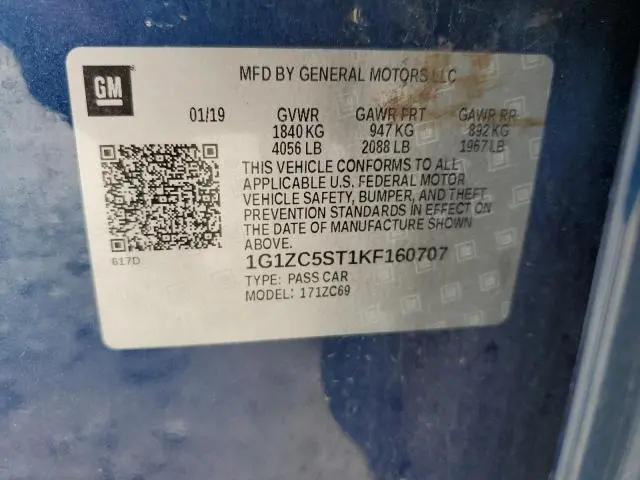 GM
MFD BY GENERAL MOTORS LLC
01/19 GVWR GAWR FRT GAWR RR
1840 KG 947 KG 892 KG
4056 LB 2088 LB 1967 LB
THIS VEHICLE CONFORMS TO ALL
APPLICABLE U.S. FEDERAL MOTOR
VEHICLE SAFETY, BUMPER, AND THEFT
PREVENTION STANDARDS IN EFFECT ON
THE DATE OF MANUFACTURE SHOWN
ABOVE.
617D
1G1ZC5ST1KF160707
TYPE: PASS CAR
MODEL: 171ZC69